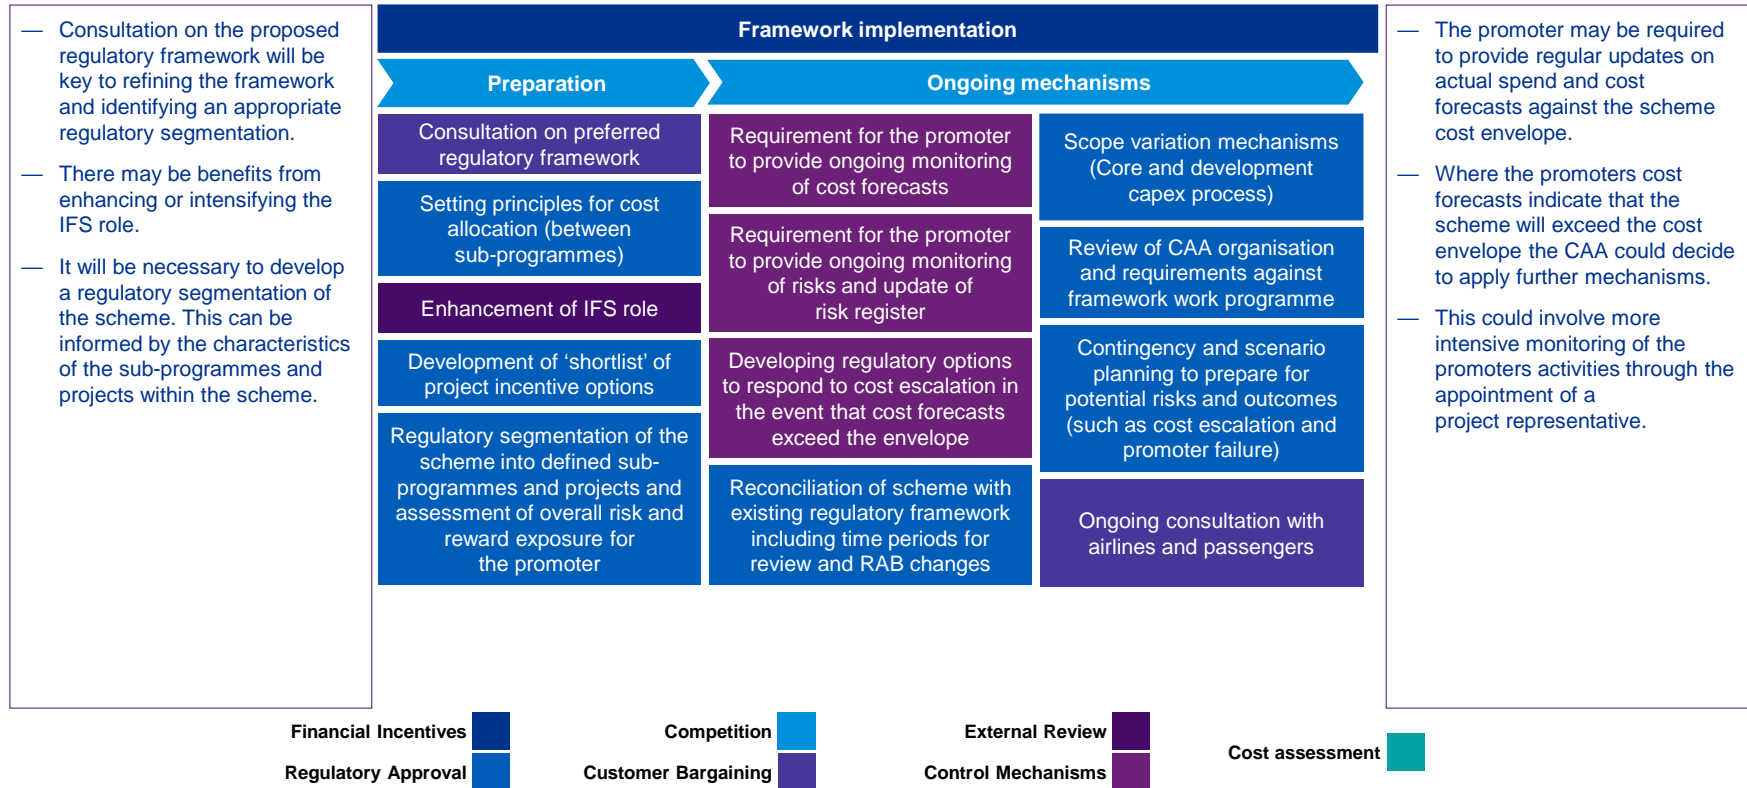 — Consultation on the proposed
regulatory framework will be
key to refining the framework
and identifying an appropriate
regulatory segmentation.
— There may be benefits from
enhancing or intensifying the
IFS role.
— It will be necessary to develop
a regulatory segmentation of
the scheme. This can be
informed by the characteristics
of the sub-programmes and
projects within the scheme.
Framework implementation
Preparation
Consultation on preferred
regulatory framework
Setting principles for cost
allocation (between
sub-programmes)
Enhancement of IFS role
Development of ‘shortlist’ of
project incentive options
Regulatory segmentation of the
scheme into defined sub-
programmes and projects and
assessment of overall risk and
reward exposure for
the promoter
Ongoing mechanisms
Requirement for the promoter
to provide ongoing monitoring
of cost forecasts
Requirement for the promoter
to provide ongoing monitoring
of risks and update of
risk register
Developing regulatory options
to respond to cost escalation in
the event that cost forecasts
exceed the envelope
Reconciliation of scheme with
existing regulatory framework
including time periods for
review and RAB changes
Scope variation mechanisms
(Core and development
capex process)
Review of CAA organisation
and requirements against
framework work programme
Contingency and scenario
planning to prepare for
potential risks and outcomes
(such as cost escalation and
promoter failure)
Ongoing consultation with
airlines and passengers
— The promoter may be required
to provide regular updates on
actual spend and cost
forecasts against the scheme
cost envelope.
— Where the promoters cost
forecasts indicate that the
scheme will exceed the cost
envelope the CAA could decide
to apply further mechanisms.
— This could involve more
intensive monitoring of the
promoters activities through the
appointment of a
project representative.
Financial Incentives
Regulatory Approval
Competition
Customer Bargaining
External Review
Control Mechanisms
Cost assessment